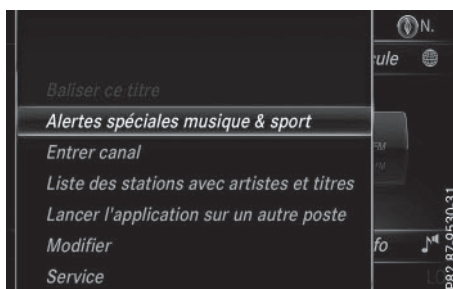 N.
ule
Baliser ce titre
Alertes spéciales musique & sport
Entrer canal
FM
Liste des stations avec artistes et titres
Lancer l'application sur un autre poste
Modifier
fo
Service
P82.87-9530-31